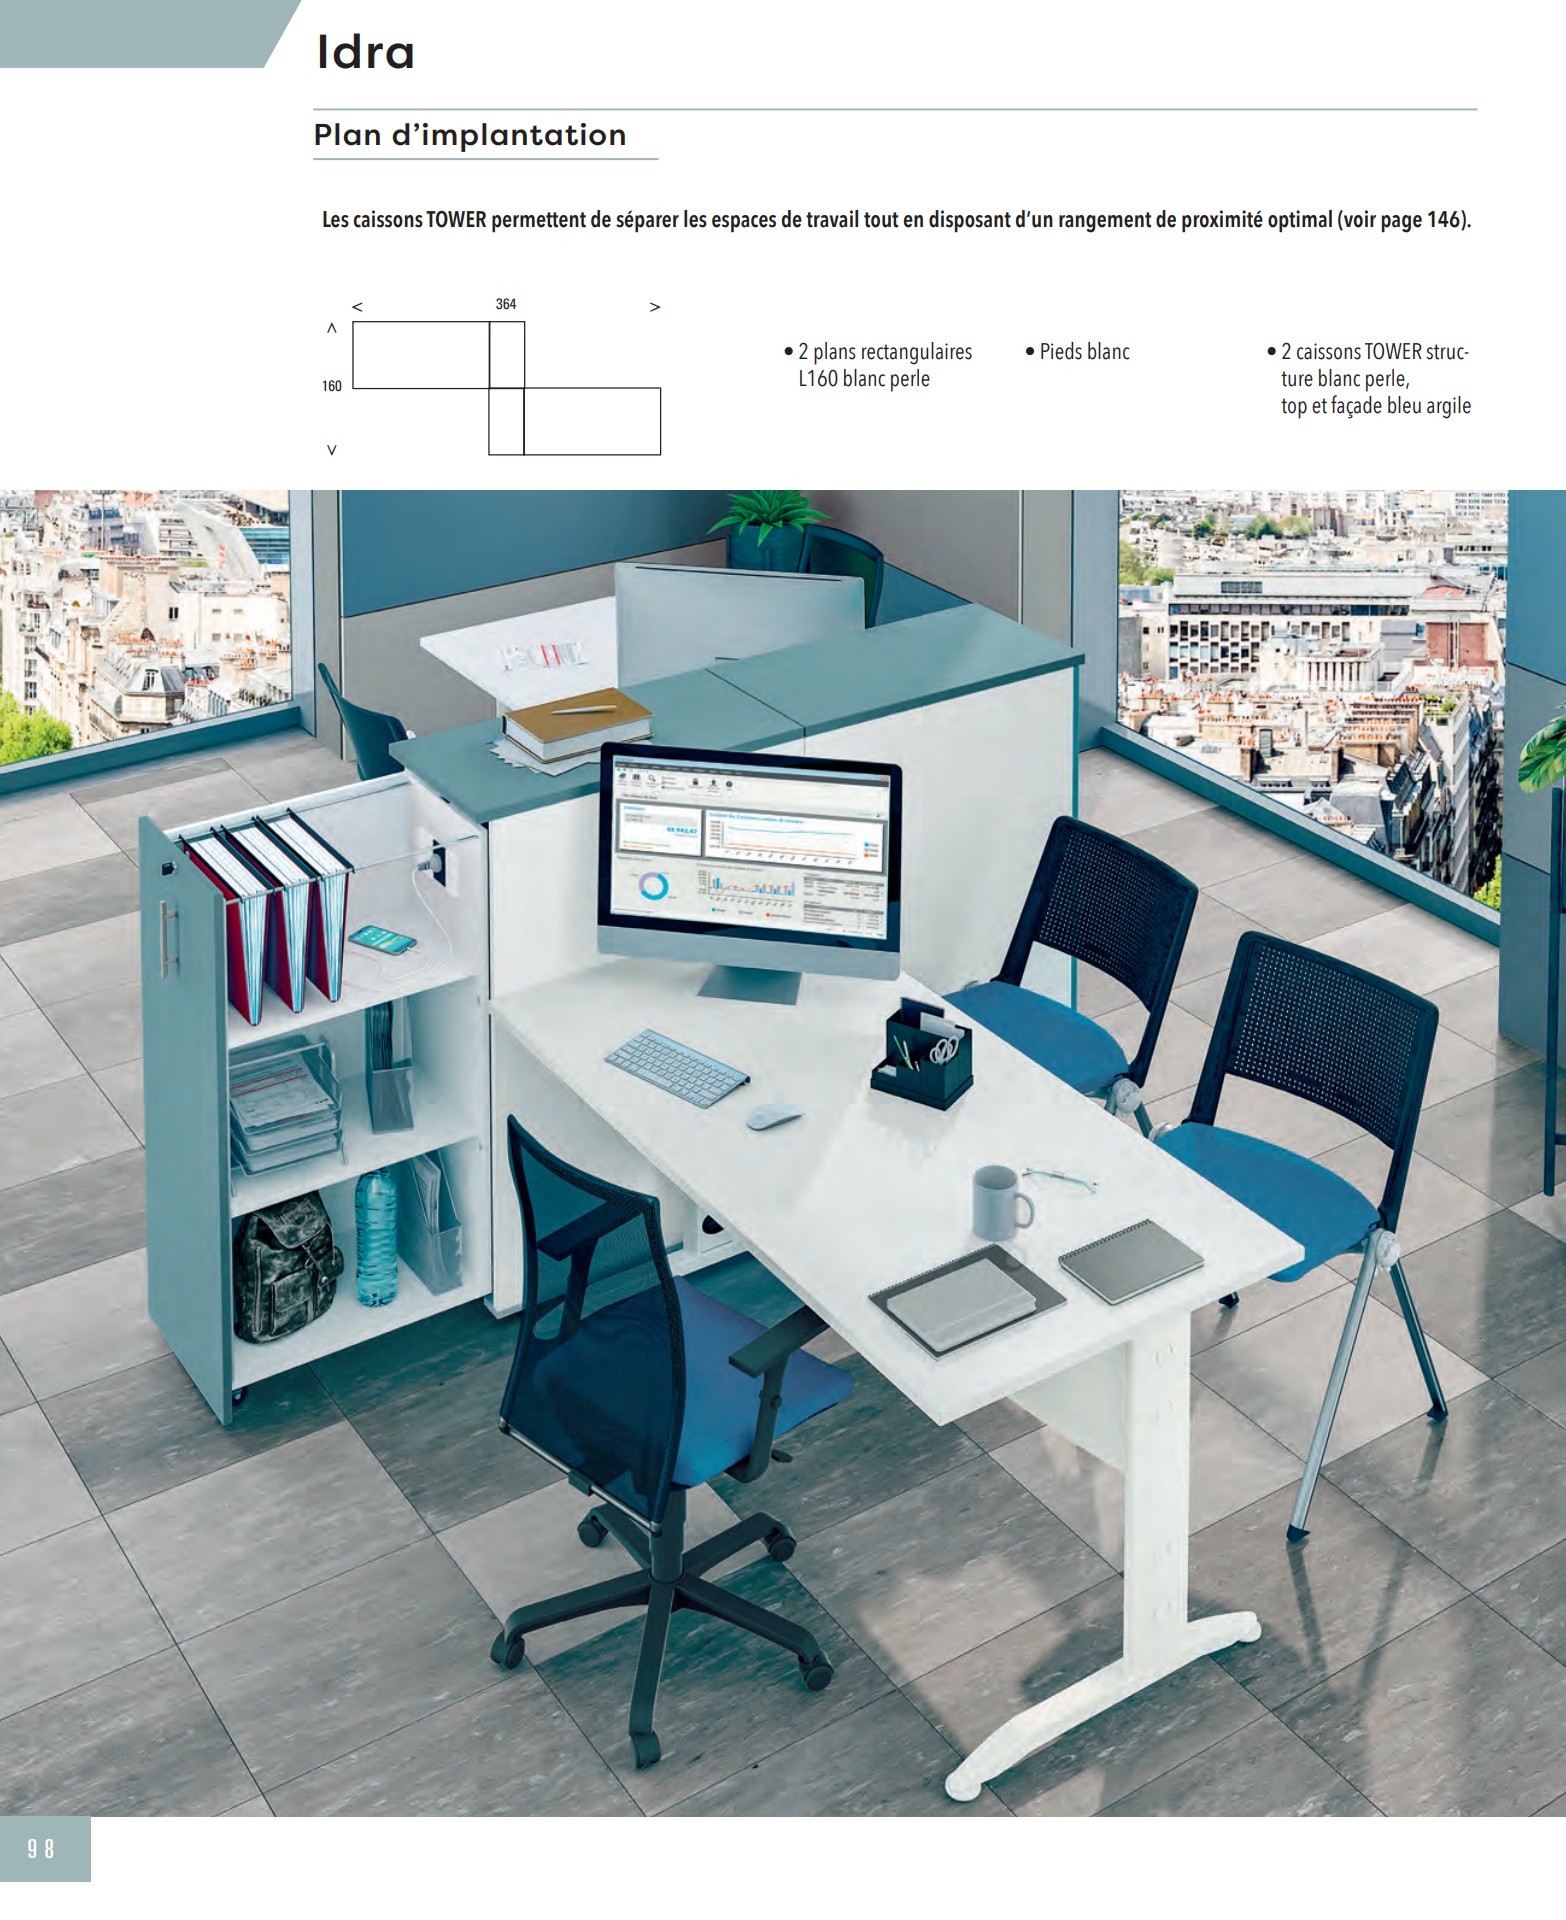 Idra
Plan d’implantation
Les caissons TOWER permettent de séparer les espaces de travail tout en disposant d’un rangement de proximité optimal (voir page 146).
< 364 >
160
• 2 plans rectangulaires
L160 blanc perle
• Pieds blanc
• 2 caissons TOWER struc-
ture blanc perle,
top et façade bleu argile
98